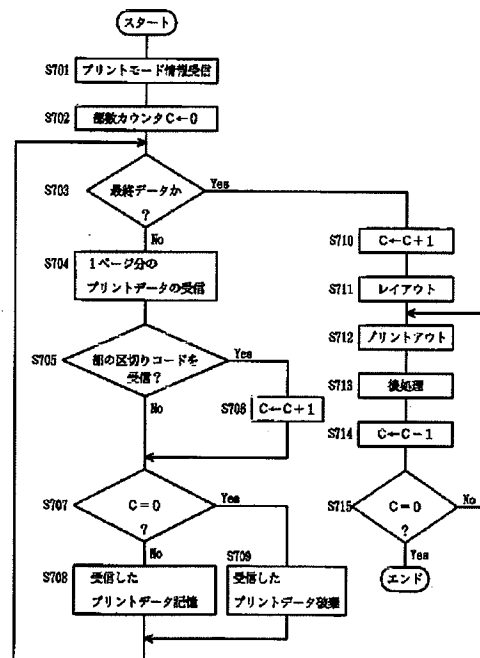 スタート
S701
プリントモード情報受信
S702
部数カウンタC←0
S703
最終データか
?
Yes
No
S704
1ページ分の
プリントデータの受信
S705
部の区切りコードを
受信?
Yes
No
S706
C←C+1
S707
C=0
?
Yes
No
S708
受信した
プリントデータ記憶
S709
受信した
プリントデータ破棄
S710
C←C+1
S711
レイアウト
S712
プリントアウト
S713
後処理
S714
C←C-1
S715
C=0
?
No
Yes
エンド